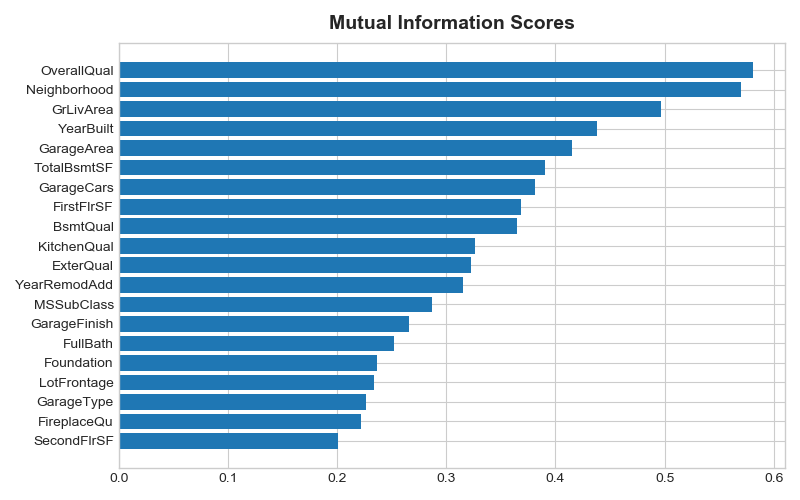 Mutual Information Scores
OverallQual
Neighborhood
GrLivArea
YearBuilt
GarageArea
TotalBsmtSF
GarageCars
FirstFlrSF
BsmtQual
KitchenQual
ExterQual
YearRemodAdd
MSSubClass
GarageFinish
FullBath
Foundation
LotFrontage
GarageType
FireplaceQu
SecondFlrSF
0.0 0.1 0.2 0.3 0.4 0.5 0.6